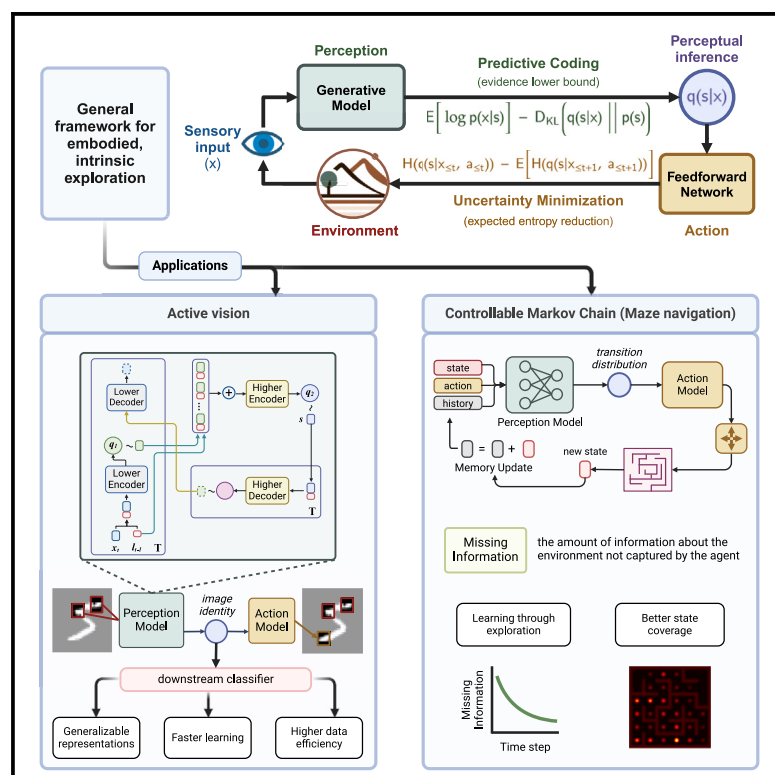 General
framework for
embodied,
intrinsic
exploration
Perception
Generative
Model
Predictive Coding
(evidence lower bound)
E[log p(x|s)] − D_KL(q(s|x) || p(s))
Perceptual
inference
q(s|x)
Sensory
input
(x)
H(q(s|x≤t, a≤t)) − E[H(q(s|x≤t+1, a≤t+1))]
Feedforward
Network
Environment
Uncertainty Minimization
(expected entropy reduction)
Action
Applications
Active vision
Lower
Decoder
q₁
~
Lower
Encoder
xₜ
lₜ₋₁
T
+
Higher
Encoder
q₂
~
s
~
Higher
Decoder
T
Perception
Model
image
identity
Action
Model
downstream classifier
Generalizable
representations
Faster learning
Higher data
efficiency
Controllable Markov Chain (Maze navigation)
state
action
history
Perception Model
transition
distribution
Action
Model
= +
Memory Update
new state
Missing
Information
the amount of information about the
environment not captured by the agent
Learning through
exploration
Better state
coverage
Missing
Information
Time step